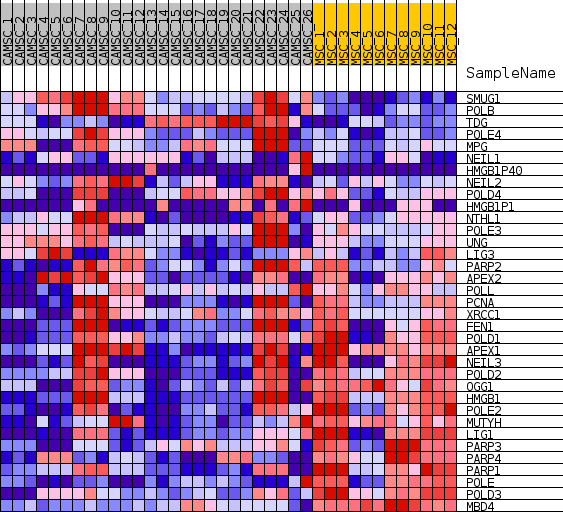 CAMSC_1
CAMSC_2
CAMSC_3
CAMSC_4
CAMSC_5
CAMSC_6
CAMSC_7
CAMSC_8
CAMSC_9
CAMSC_10
CAMSC_11
CAMSC_12
CAMSC_13
CAMSC_14
CAMSC_15
CAMSC_16
CAMSC_17
CAMSC_18
CAMSC_19
CAMSC_20
CAMSC_21
CAMSC_22
CAMSC_23
CAMSC_24
CAMSC_25
CAMSC_26
MSC_1
MSC_2
MSC_3
MSC_4
MSC_5
MSC_6
MSC_7
MSC_8
MSC_9
MSC_10
MSC_11
MSC_12
SampleName
SMUG1
POLB
TDG
POLE4
MPG
NEIL1
HMGB1P40
NEIL2
POLD4
HMGB1P1
NTHL1
POLE3
UNG
LIG3
PARP2
APEX2
POLL
PCNA
XRCC1
FEN1
POLD1
APEX1
NEIL3
POLD2
OGG1
HMGB1
POLE2
MUTYH
LIG1
PARP3
PARP4
PARP1
POLE
POLD3
MBD4